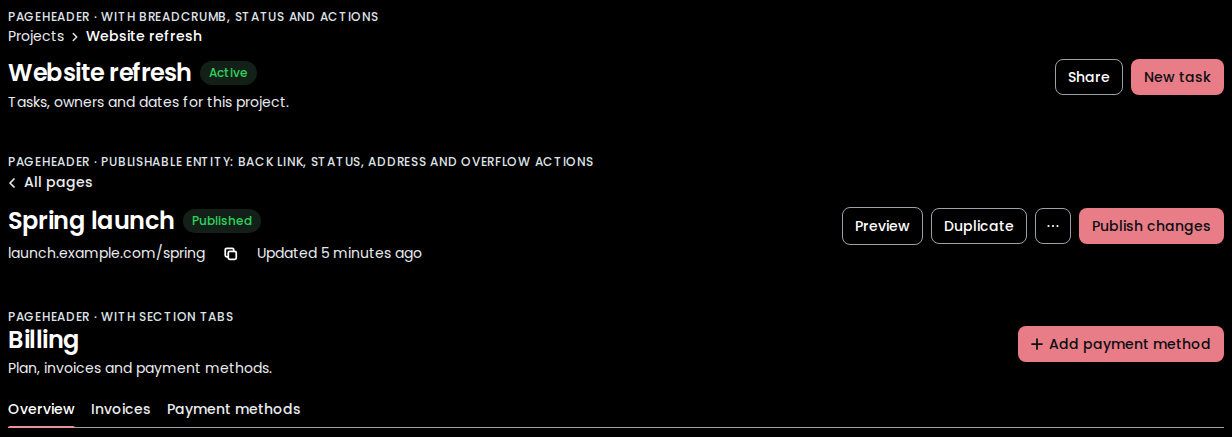 PAGEHEADER · WITH BREADCRUMB, STATUS AND ACTIONS
Projects > Website refresh
Website refresh Active
Share New task
Tasks, owners and dates for this project.
PAGEHEADER · PUBLISHABLE ENTITY: BACK LINK, STATUS, ADDRESS AND OVERFLOW ACTIONS
< All pages
Spring launch Published
Preview Duplicate ··· Publish changes
launch.example.com/spring Updated 5 minutes ago
PAGEHEADER · WITH SECTION TABS
Billing
+ Add payment method
Plan, invoices and payment methods.
Overview Invoices Payment methods